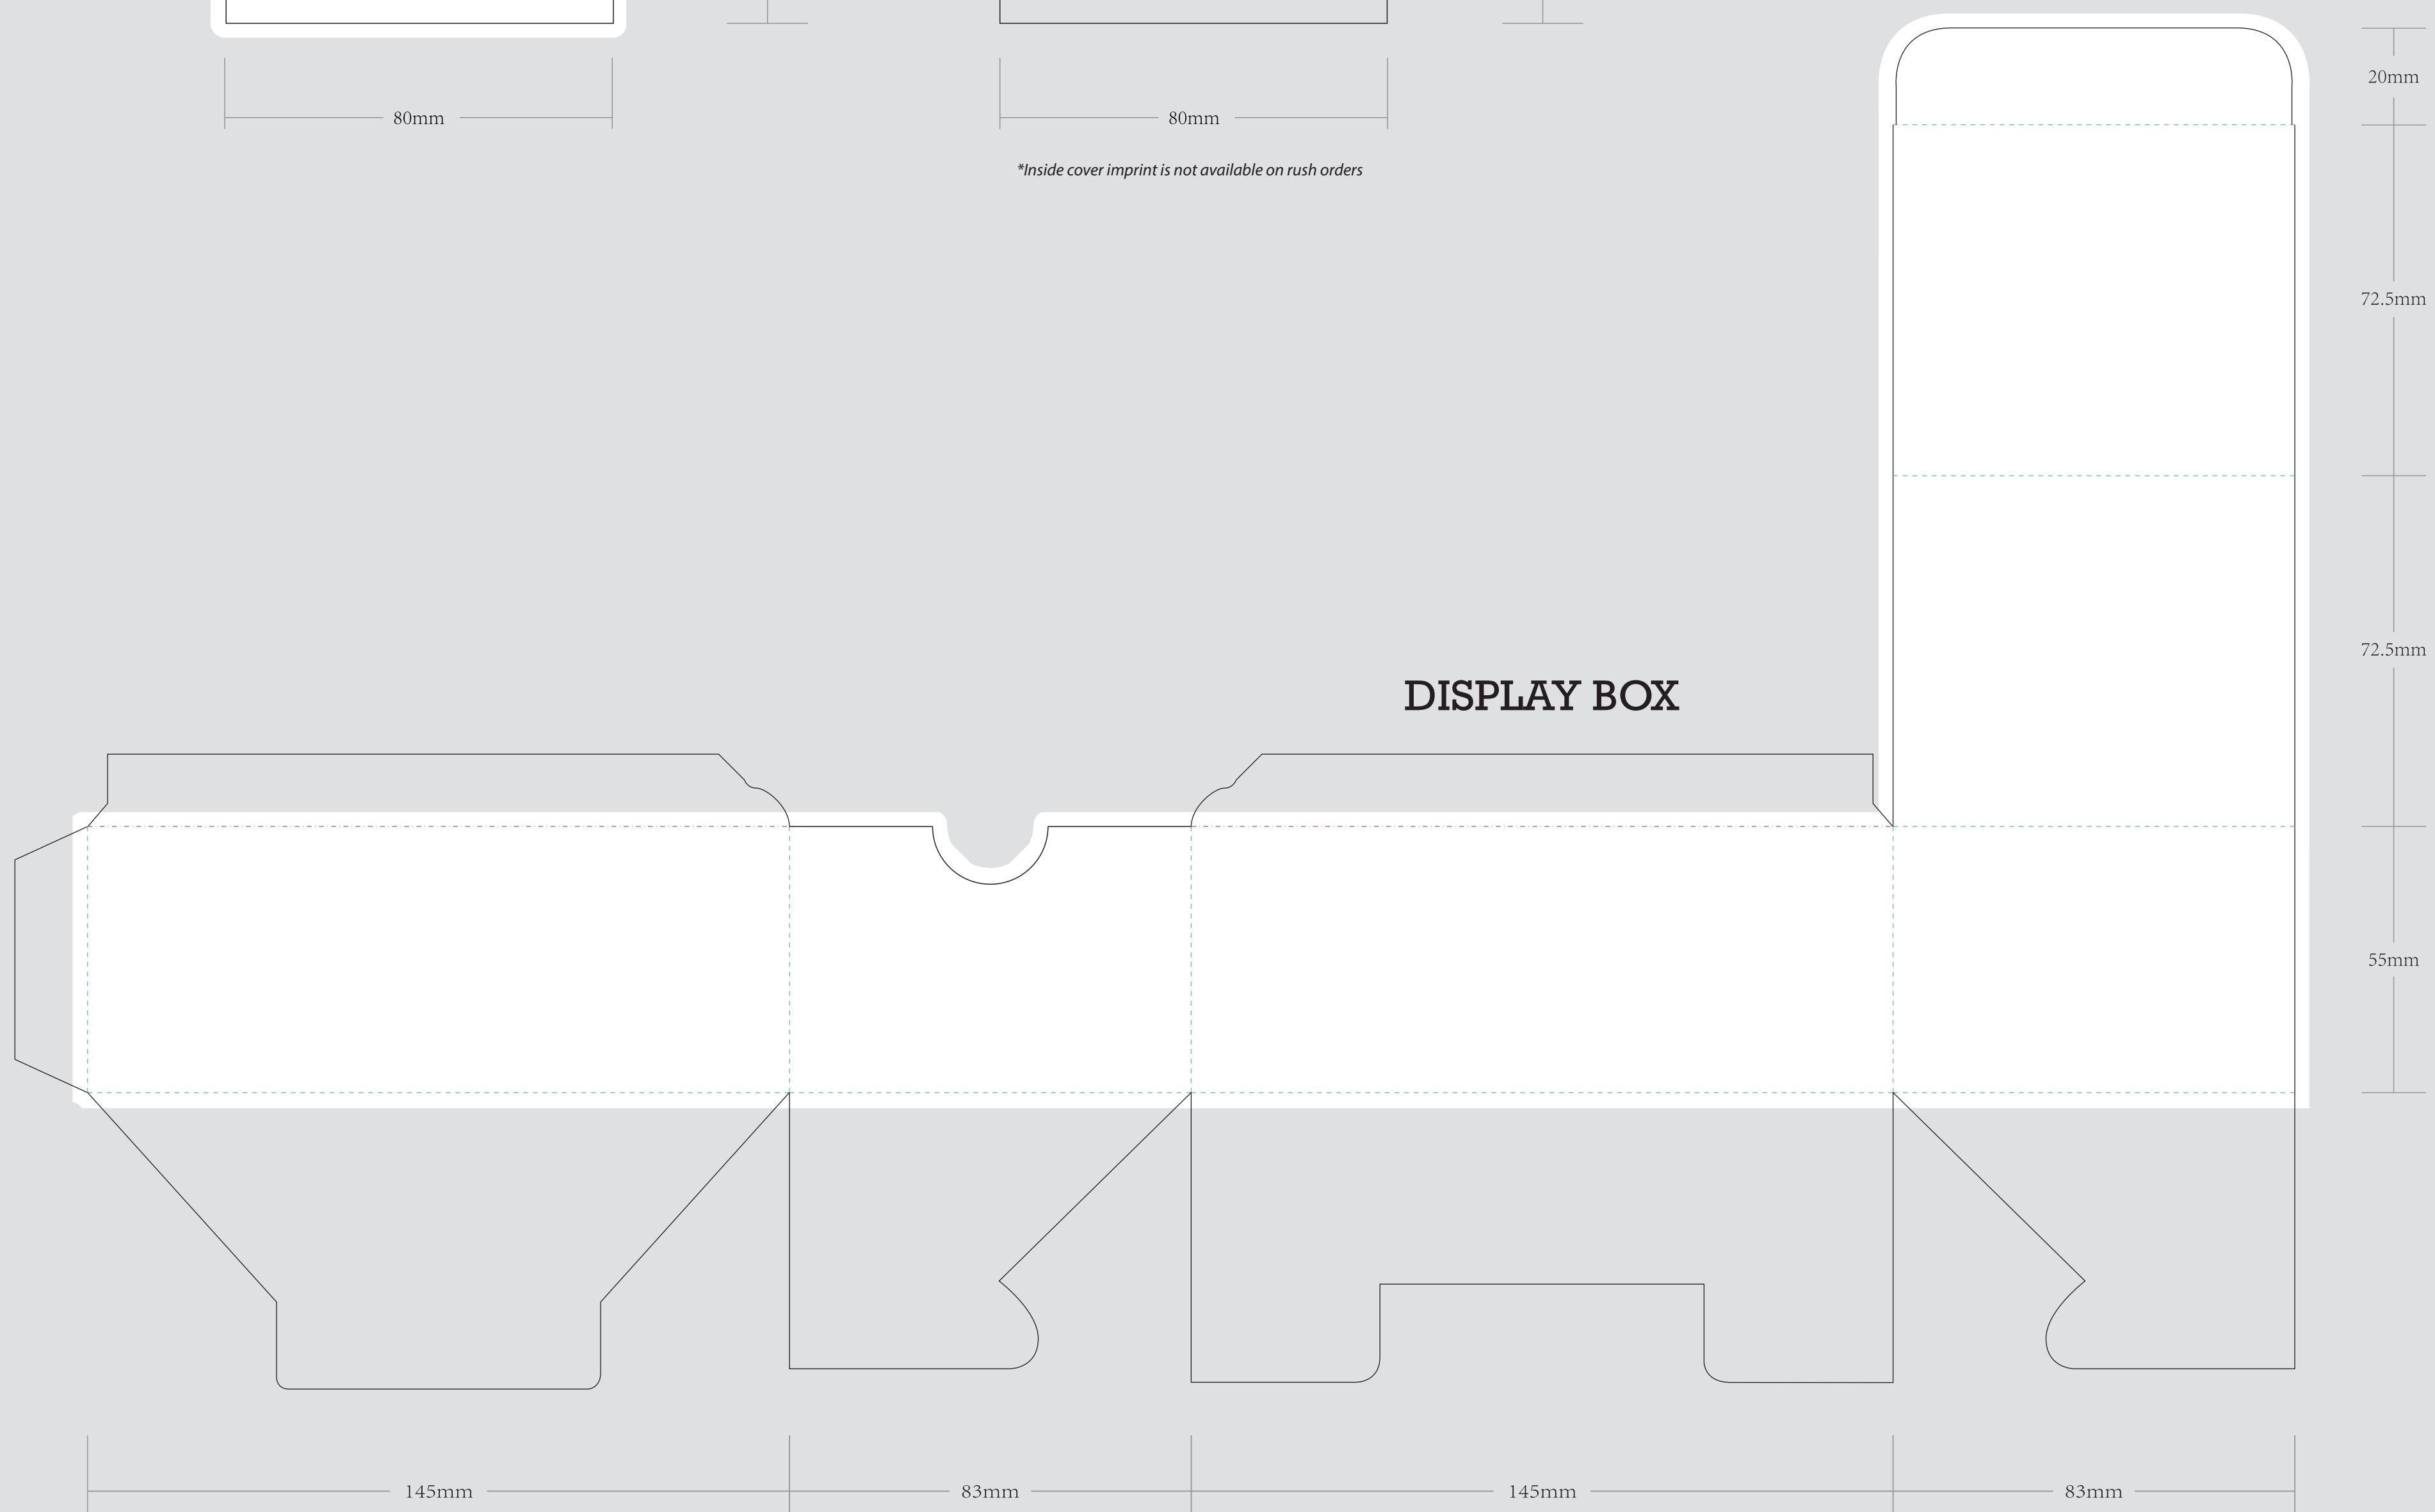 20mm
80mm
80mm
*Inside cover imprint is not available on rush orders
72.5mm
72.5mm
DISPLAY BOX
55mm
145mm
83mm
145mm
83mm